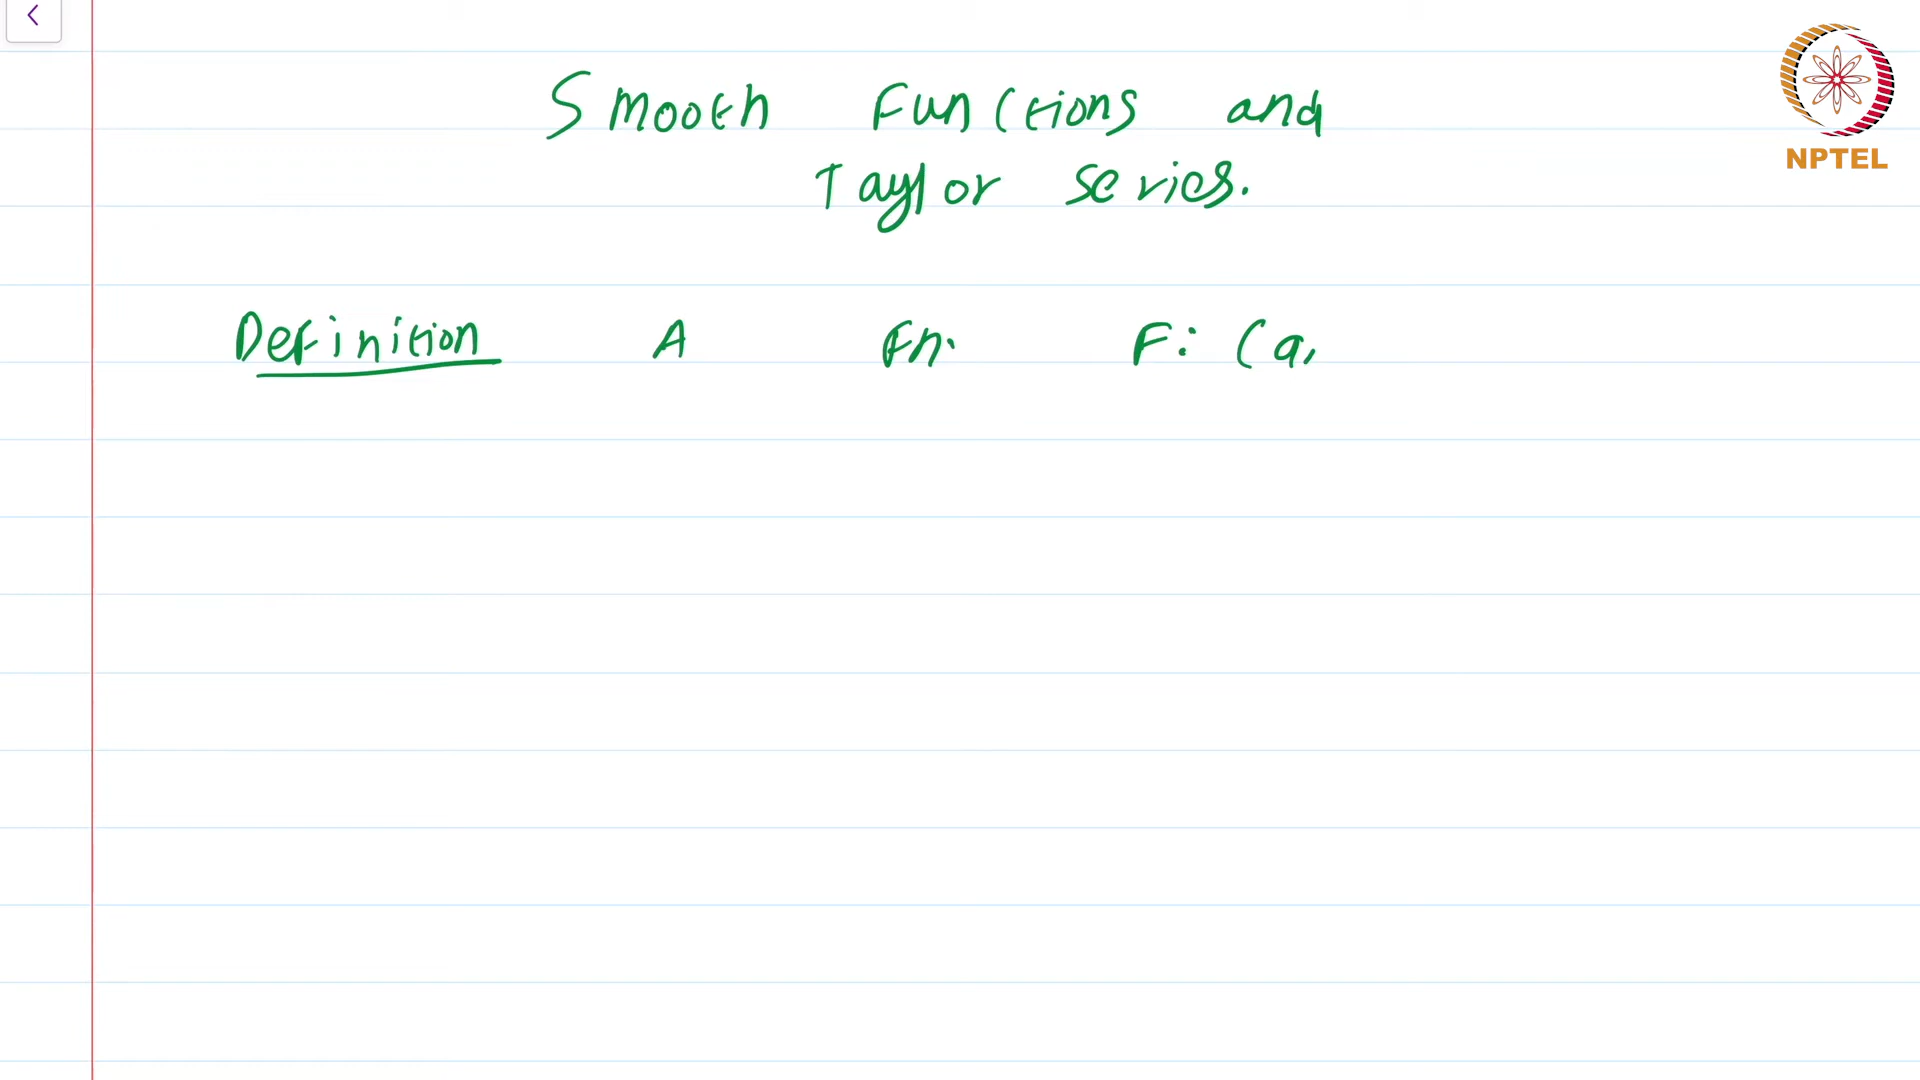 Smooth Functions and
Taylor series.
NPTEL
Definition A Fn. F: (a,